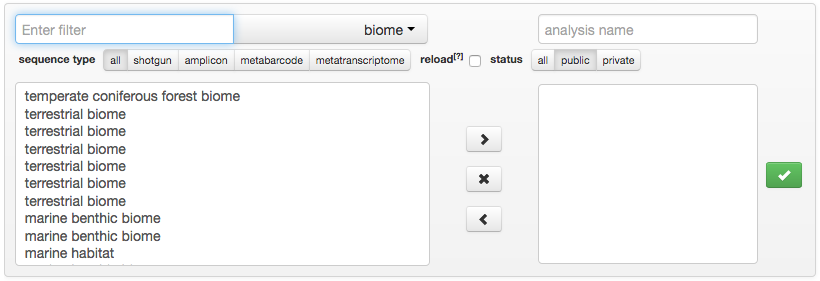 Enter filter
biome
analysis name
sequence type all shotgun amplicon metabarcode metatranscriptome reload[?] status all public private
temperate coniferous forest biome
terrestrial biome
terrestrial biome
terrestrial biome
terrestrial biome
terrestrial biome
terrestrial biome
marine benthic biome
marine benthic biome
marine habitat